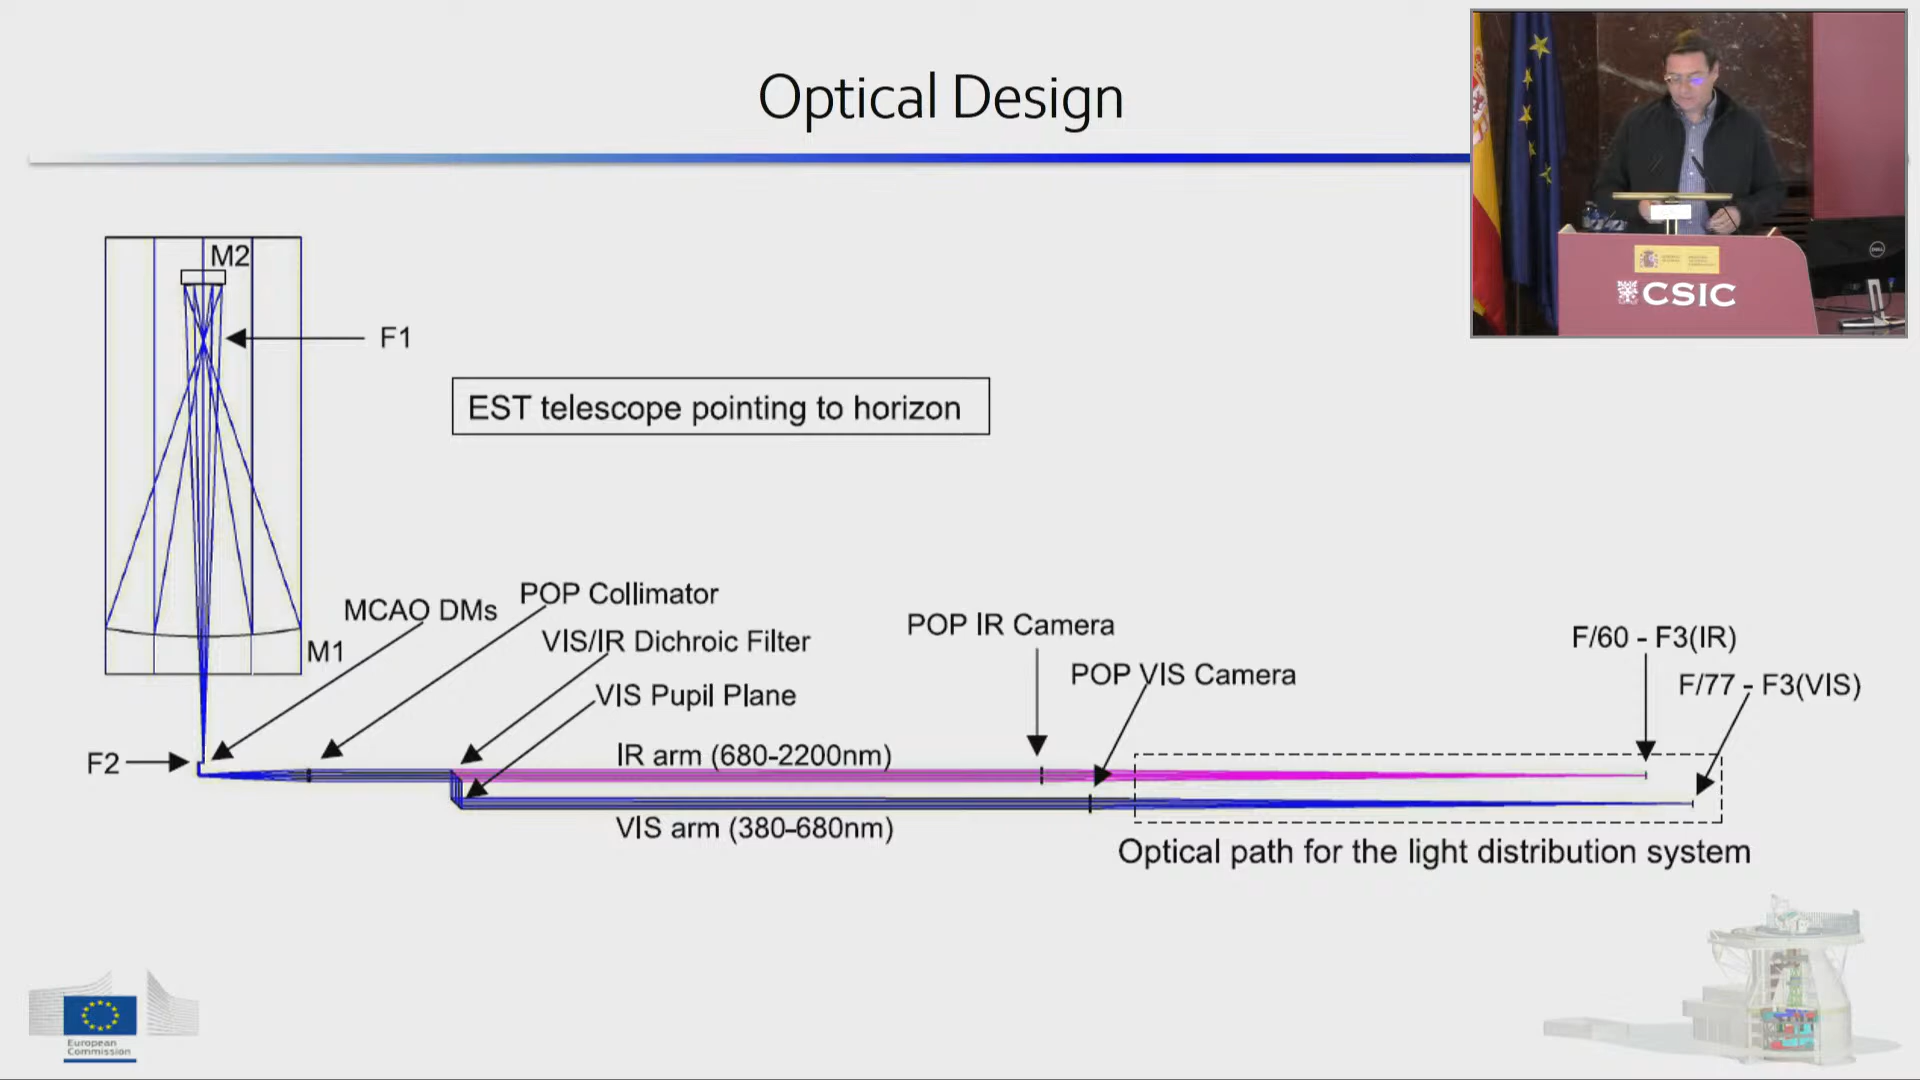 Optical Design
M2
F1
EST telescope pointing to horizon
POP Collimator
MCAO DMs
VIS/IR Dichroic Filter
POP IR Camera
F/60 - F3(IR)
M1
POP VIS Camera
F/77 - F3(VIS)
VIS Pupil Plane
F2
IR arm (680-2200nm)
VIS arm (380-680nm)
Optical path for the light distribution system
European
Commission
CSIC
DELL